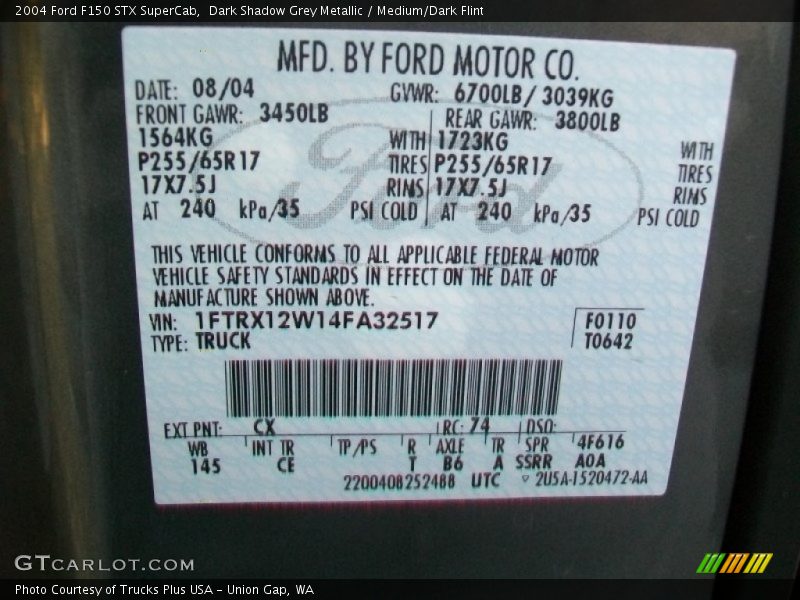 2004 Ford F150 STX SuperCab,  Dark Shadow Grey Metallic / Medium/Dark Flint
MFD. BY FORD MOTOR CO.
DATE: 08/04 GVWR: 6700LB/ 3039KG
FRONT GAWR: 3450LB REAR GAWR: 3800LB
1564KG WITH 1723KG WITH
P255/65R17 TIRES P255/65R17 TIRES
17X7.5J RIMS 17X7.5J RIMS
AT 240 kPa/35 PSI COLD AT 240 kPa/35 PSI COLD
Ford
THIS VEHICLE CONFORMS TO ALL APPLICABLE FEDERAL MOTOR
VEHICLE SAFETY STANDARDS IN EFFECT ON THE DATE OF
MANUFACTURE SHOWN ABOVE.
VIN: 1FTRX12W14FA32517 F0110
TYPE: TRUCK T0642
EXT PNT: CX RC: 74 DSO:
WB INT TR TP/PS R AXLE TR SPR 4F616
145 CE T B6 A SSRR A0A
2200408252488 UTC ▽ 2U5A-1520472-AA
GTCARLOT.COM
Photo Courtesy of Trucks Plus USA - Union Gap, WA